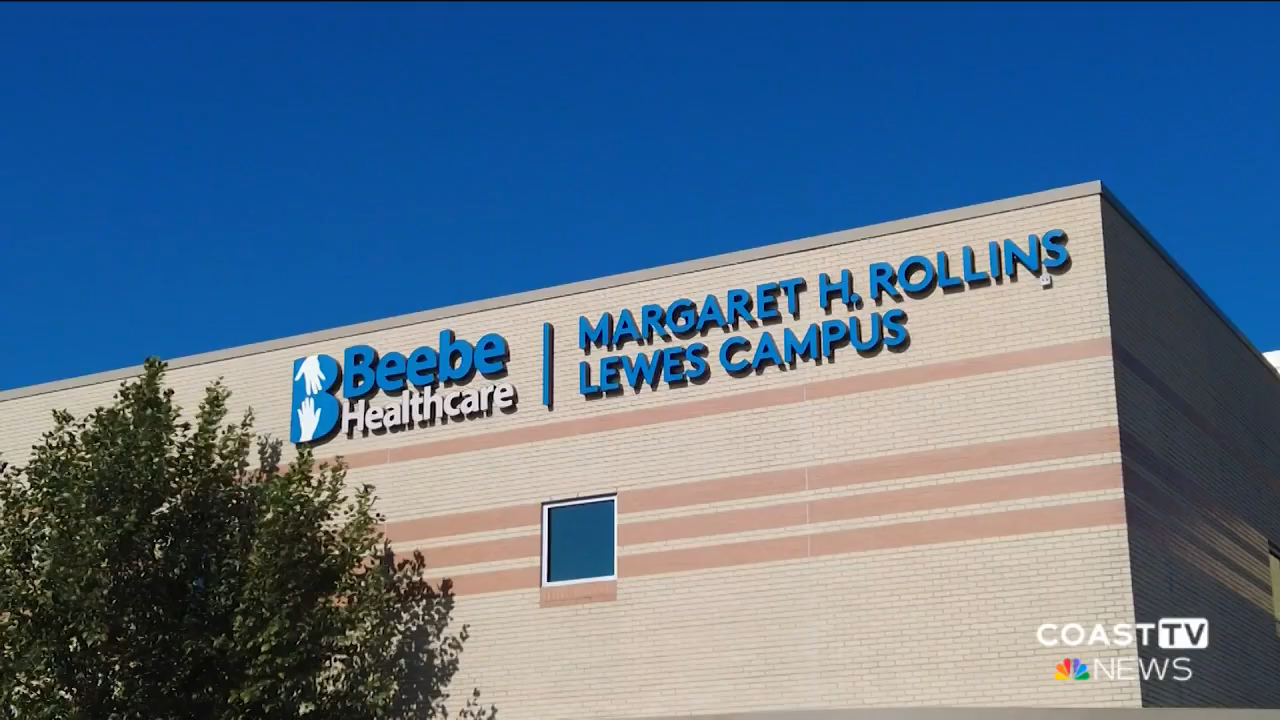 Beebe
Healthcare
MARGARET H. ROLLINS
LEWES CAMPUS
COAST TV
NEWS